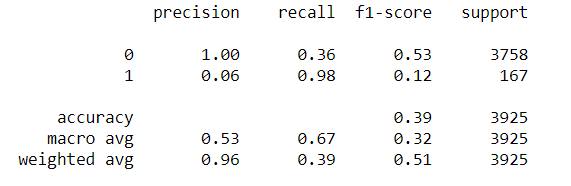 precision recall f1-score support
0 1.00 0.36 0.53 3758
1 0.06 0.98 0.12 167
accuracy 0.39 3925
macro avg 0.53 0.67 0.32 3925
weighted avg 0.96 0.39 0.51 3925